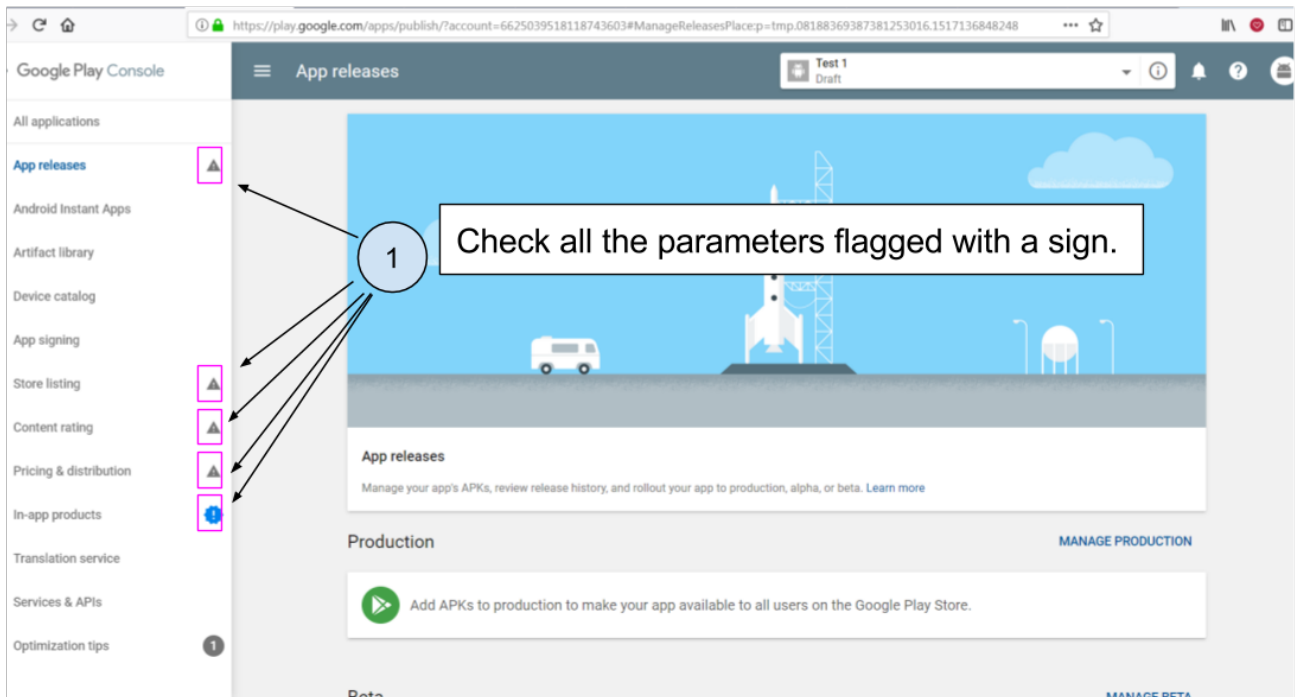 https://play.google.com/apps/publish/?account=6625039518118743603#ManageReleasesPlace:p=tmp.08188369387381253016.1517136848248
Google Play Console
App releases
Test 1
Draft
All applications
App releases
Android Instant Apps
Artifact library
Device catalog
App signing
Store listing
Content rating
Pricing & distribution
In-app products
Translation service
Services & APIs
Optimization tips
1
1
Check all the parameters flagged with a sign.
App releases
Manage your app's APKs, review release history, and rollout your app to production, alpha, or beta. Learn more
Production
MANAGE PRODUCTION
Add APKs to production to make your app available to all users on the Google Play Store.
Beta
MANAGE BETA